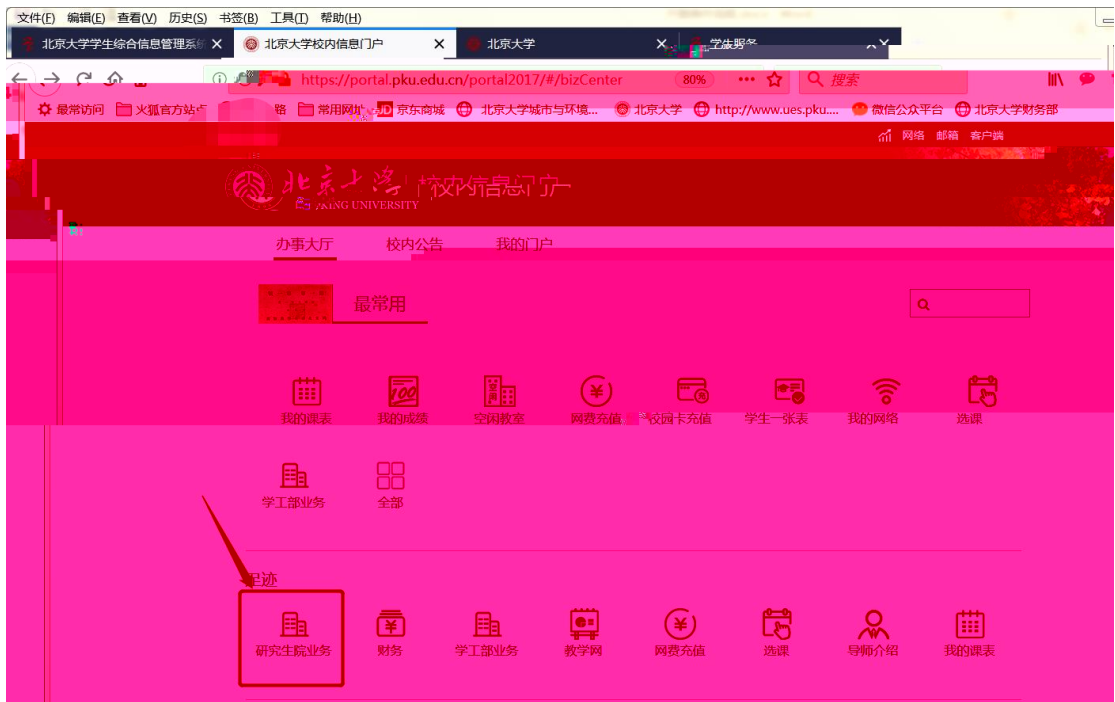 文件(F) 编辑(E) 查看(V) 历史(S) 书签(B) 工具(T) 帮助(H)
北京大学学生综合信息管理系统 × 北京大学校内信息门户 × 北京大学 ×
https://portal.pku.edu.cn/portal2017/#/bizCenter 80% ··· 搜索
最常访问 火狐官方站点 常用网址 JD 京东商城 北京大学城市与环境... 北京大学 http://www.ues.pku.... 微信公众平台 北京大学财务部
网络 邮箱 客户端
北京大学 校内信息门户
UNIVERSITY
办事大厅 校内公告 我的门户
最常用
我的课表 我的成绩 空闲教室 网费充值 校园卡充值 学生一张表 我的网络 选课
学工部业务 全部
足迹
研究生院业务 财务 学工部业务 教学网 网费充值 选课 导师介绍 我的课表